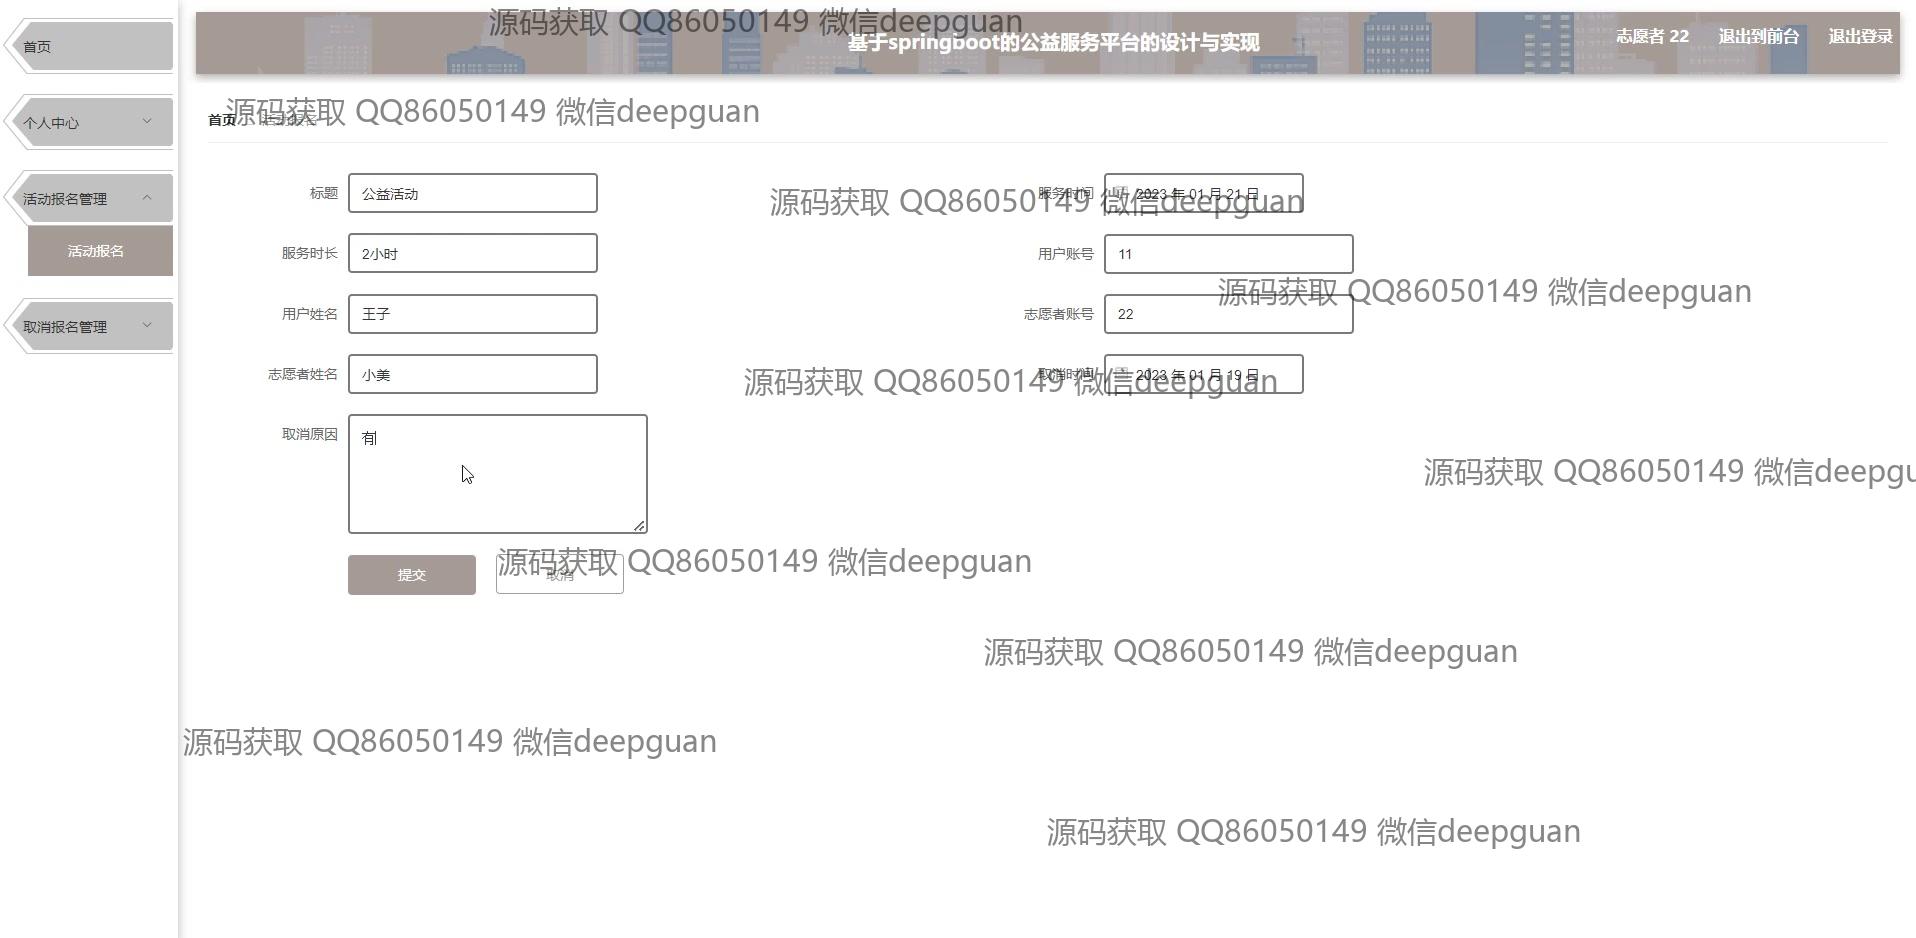 源码获取 QQ86050149 微信deepguan
基于springboot的公益服务平台的设计与实现
志愿者 22
退出到前台
退出登录
首页
个人中心
活动报名管理
活动报名
取消报名管理
首页
活动报名
源码获取 QQ86050149 微信deepguan
标题
公益活动
服务时间
2023 年 01 月 21 日
源码获取 QQ86050149 微信deepguan
服务时长
2小时
用户账号
11
源码获取 QQ86050149 微信deepguan
用户姓名
王子
志愿者账号
22
志愿者姓名
小美
取消时间
2023 年 01 月 19 日
源码获取 QQ86050149 微信deepguan
取消原因
有
源码获取 QQ86050149 微信deepgu
提交
取消
源码获取 QQ86050149 微信deepguan
源码获取 QQ86050149 微信deepguan
源码获取 QQ86050149 微信deepguan
源码获取 QQ86050149 微信deepguan